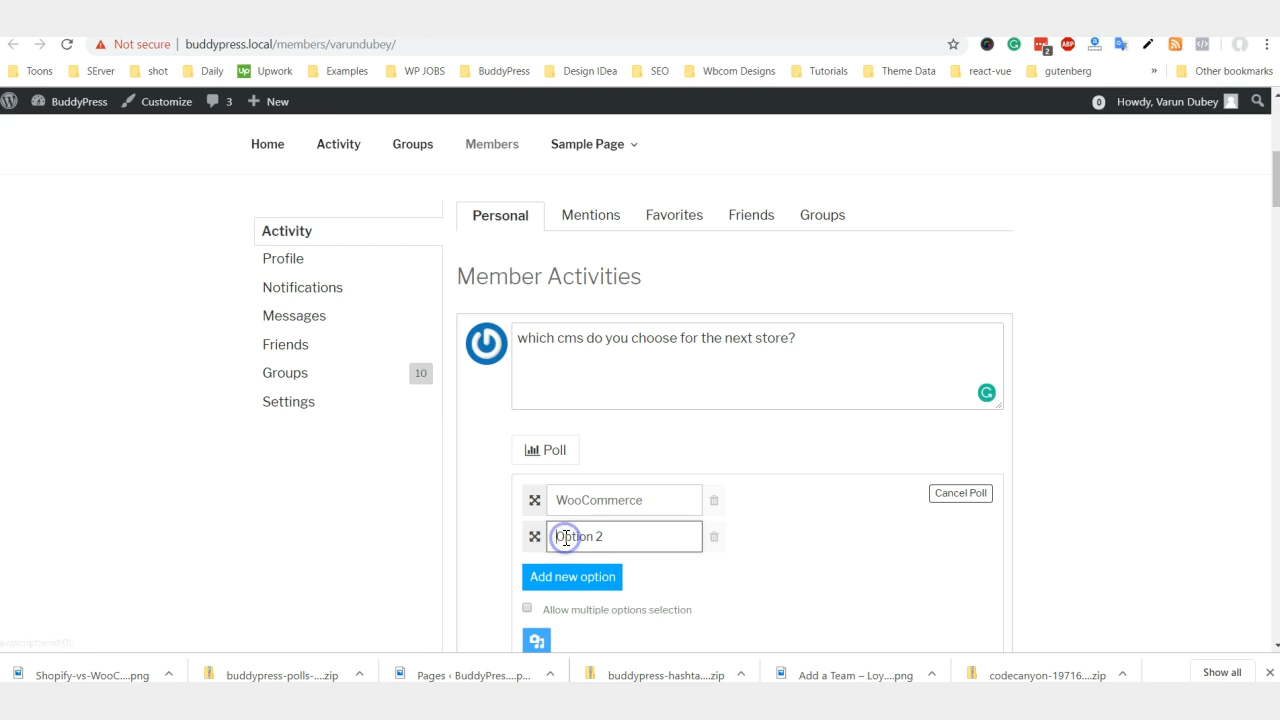 Not secure buddypress.local/members/varundubey/
2
Toons SErver shot Daily Up Upwork Examples WP JOBS BuddyPress Design IDea SEO Wbcom Designs Tutorials Theme Data react-vue gutenberg » Other bookmarks
BuddyPress Customize 3 New 0 Howdy, Varun Dubey
Home Activity Groups Members Sample Page
Personal Mentions Favorites Friends Groups
Activity
Profile
Notifications
Messages
Friends
Groups 10
Settings
Member Activities
which cms do you choose for the next store?
Poll
WooCommerce
Cancel Poll
Option 2
Add new option
Allow multiple options selection
Shopify-vs-WooC....png buddypress-polls-....zip Pages ‹ BuddyPres....p... buddypress-hashta....zip Add a Team – Loy....png codecanyon-19716....zip Show all